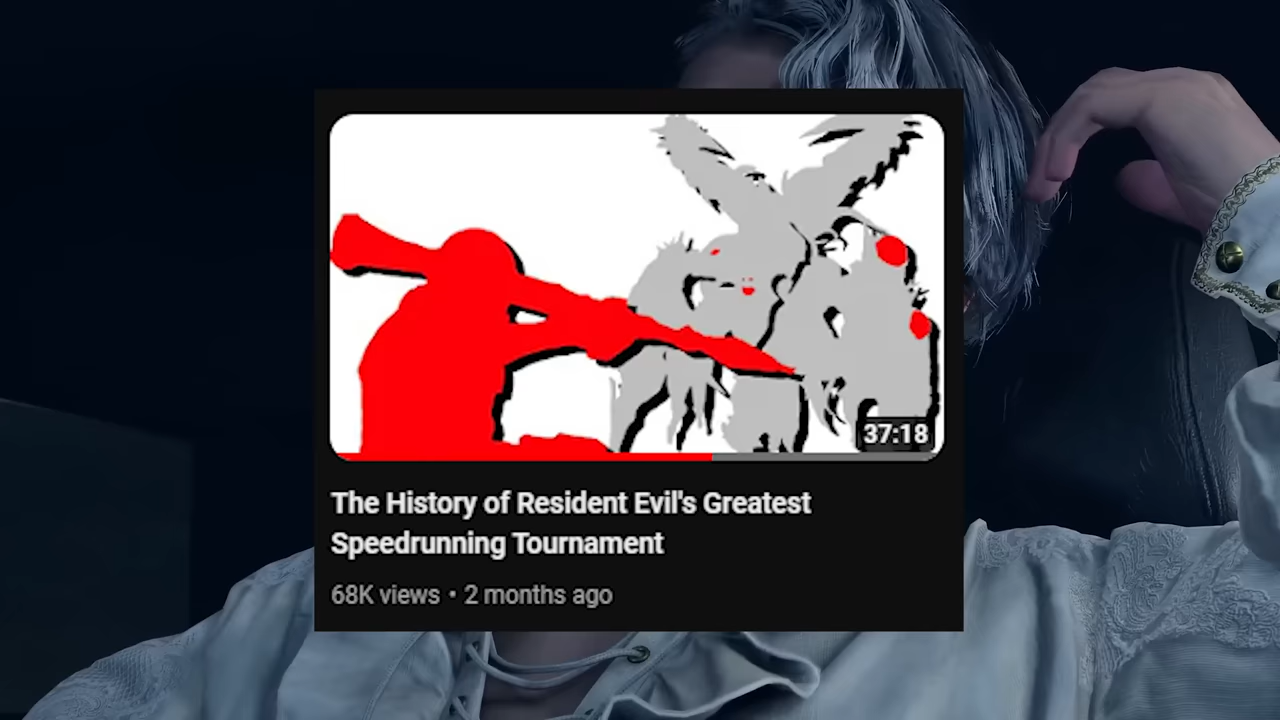 37:18
The History of Resident Evil's Greatest
Speedrunning Tournament
68K views • 2 months ago